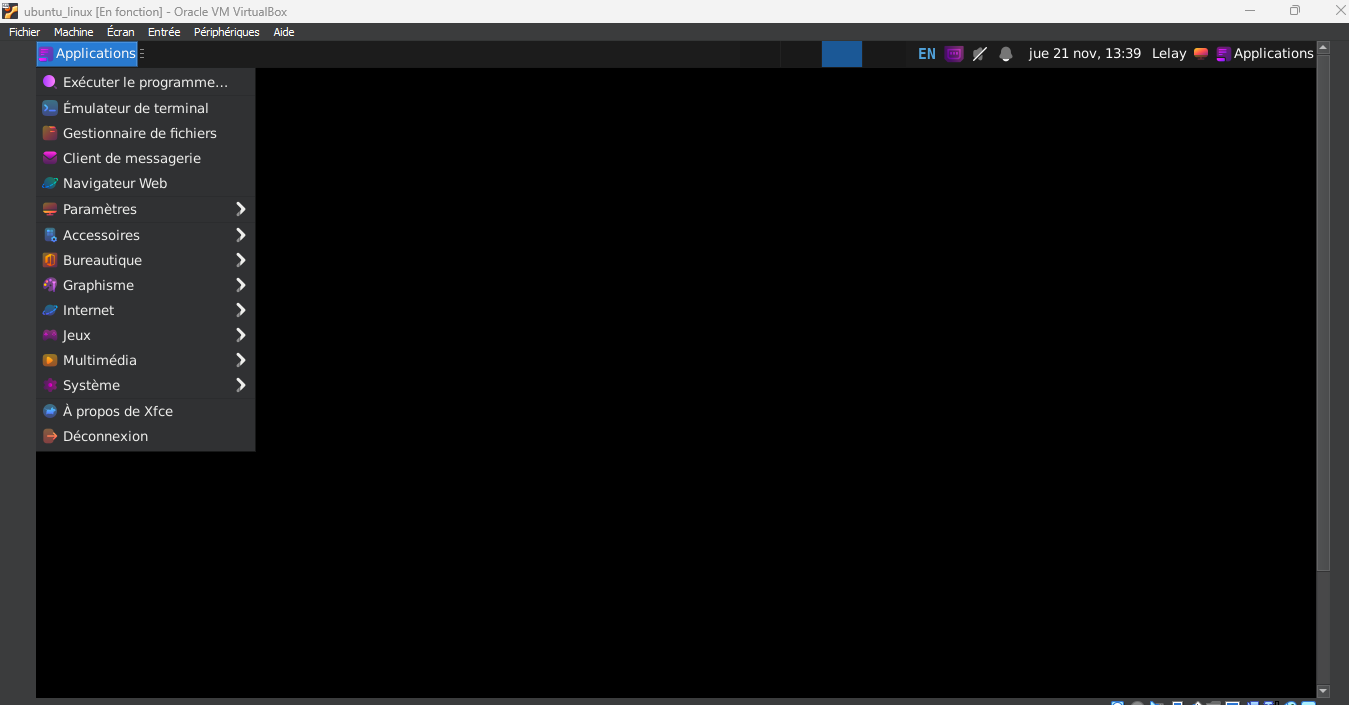 ubuntu_linux [En fonction] - Oracle VM VirtualBox
Fichier Machine Écran Entrée Périphériques Aide
Applications EN jue 21 nov, 13:39 Lelay Applications
Exécuter le programme...
Émulateur de terminal
Gestionnaire de fichiers
Client de messagerie
Navigateur Web
Paramètres
Accessoires
Bureautique
Graphisme
Internet
Jeux
Multimédia
Système
À propos de Xfce
Déconnexion